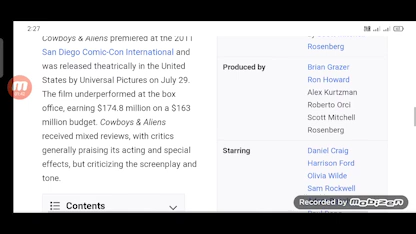 2:27
Cowboys & Aliens premiered at the 2011
San Diego Comic-Con International and
was released theatrically in the United
States by Universal Pictures on July 29.
The film underperformed at the box
office, earning $174.8 million on a $163
million budget. Cowboys & Aliens
received mixed reviews, with critics
generally praising its acting and special
effects, but criticizing the screenplay and
tone.
Contents
Rosenberg
Produced by
Brian Grazer
Ron Howard
Alex Kurtzman
Roberto Orci
Scott Mitchell
Rosenberg
Starring
Daniel Craig
Harrison Ford
Olivia Wilde
Sam Rockwell
Recorded by mobizen